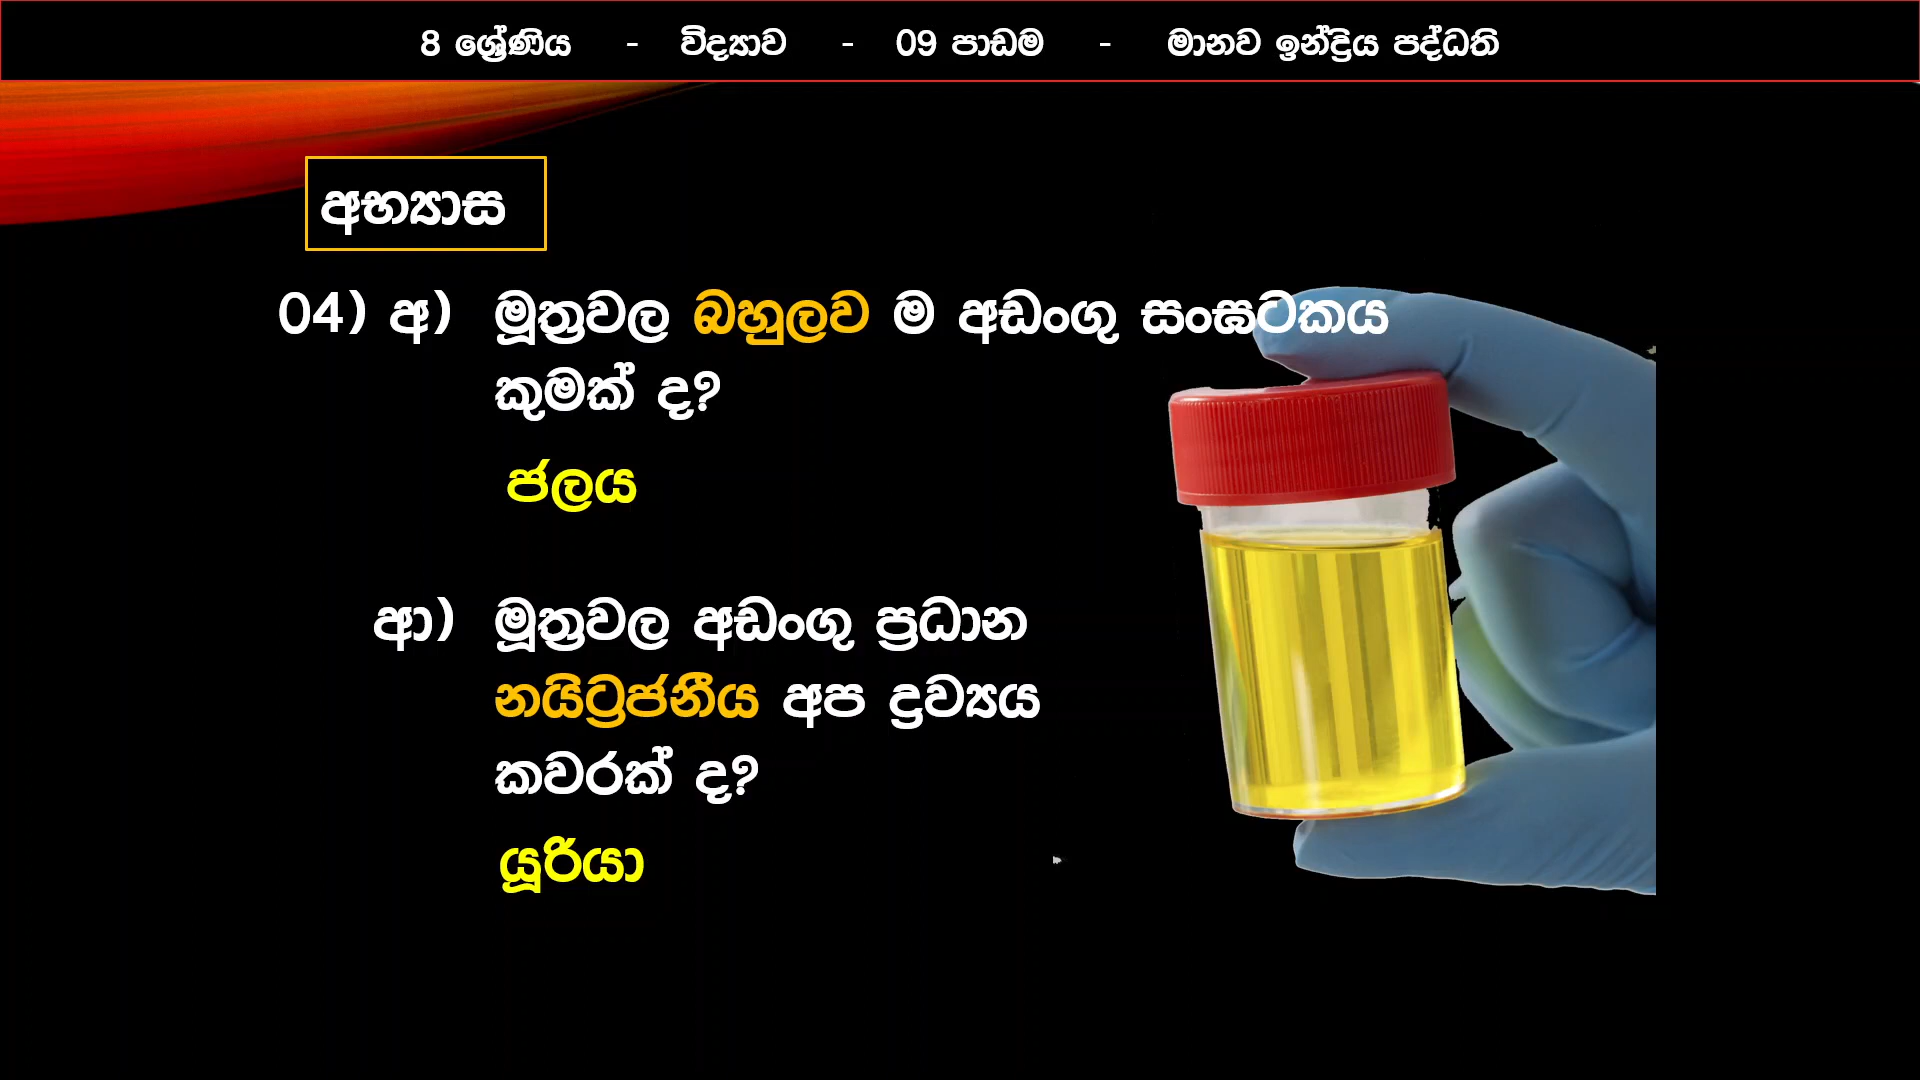 8 ශ්‍රේණිය - විද්‍යාව - 09 පාඩම - මානව ඉන්ද්‍රිය පද්ධති
අභ්‍යාස
04) අ) මූත්‍රවල බහුලව ම අඩංගු සංඝටකය
කුමක් ද?
ජලය
ආ) මූත්‍රවල අඩංගු ප්‍රධාන
නයිට්‍රජනීය අප ද්‍රව්‍යය
කවරක් ද?
යූරියා